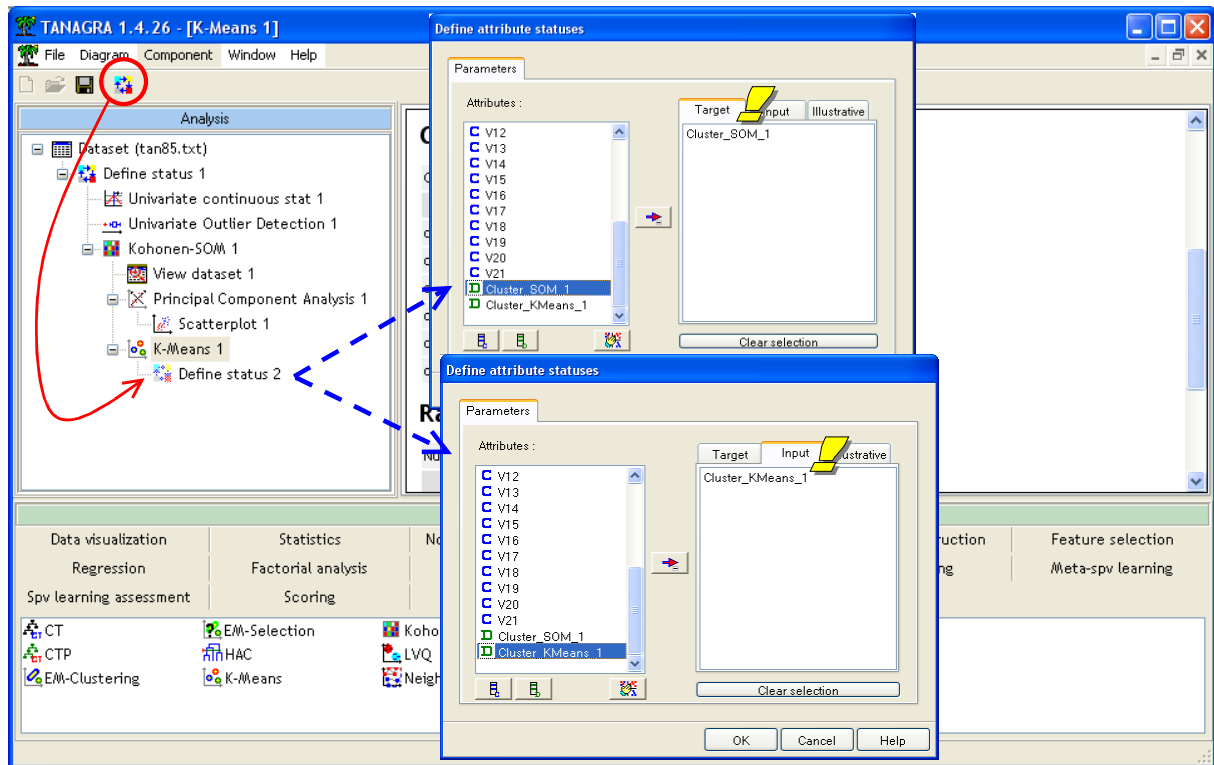 TANAGRA 1.4.26 - [K-Means 1]
File Diagram Component Window Help
Analysis
Dataset (tan85.txt)
Define status 1
Univariate continuous stat 1
Univariate Outlier Detection 1
Kohonen-SOM 1
View dataset 1
Principal Component Analysis 1
Scatterplot 1
K-Means 1
Define status 2
Define attribute statuses
Parameters
Attributes :
C V12
C V13
C V14
C V15
C V16
C V17
C V18
C V19
C V20
C V21
D Cluster_SOM_1
D Cluster_KMeans_1
Target Input Illustrative
Cluster_SOM_1
Clear selection
Define attribute statuses
Parameters
Attributes :
C V12
C V13
C V14
C V15
C V16
C V17
C V18
C V19
C V20
C V21
D Cluster_SOM_1
D Cluster_KMeans_1
Target Input ustrative
Cluster_KMeans_1
Clear selection
OK Cancel Help
Data visualization Statistics ruction Feature selection
Regression Factorial analysis ng Meta-spv learning
Spv learning assessment Scoring
CT EM-Selection Koho
CTP HAC LVQ
EM-Clustering K-Means Neigh